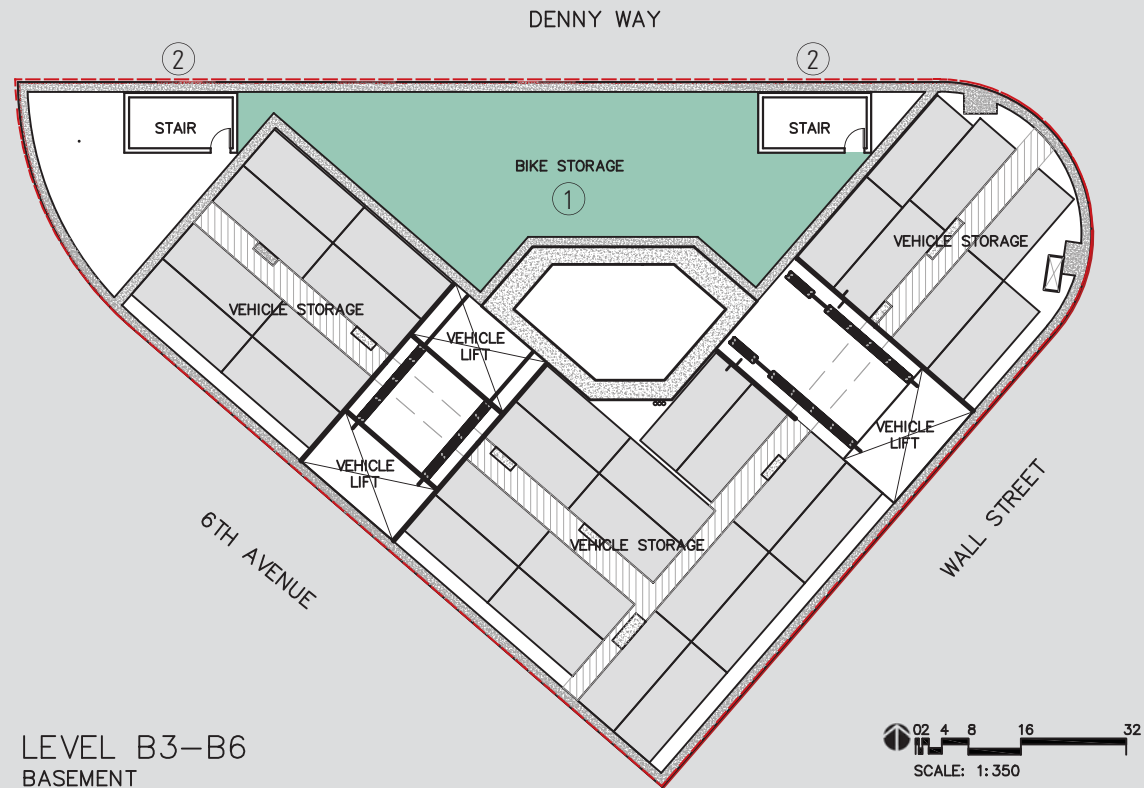 DENNY WAY
2
2
STAIR
STAIR
BIKE STORAGE
1
VEHICLE STORAGE
VEHICLE STORAGE
VEHICLE
LIFT
VEHICLE
LIFT
VEHICLE
LIFT
VEHICLE STORAGE
6TH AVENUE
WALL STREET
LEVEL B3-B6
BASEMENT
02 4 8 16 32
SCALE: 1:350